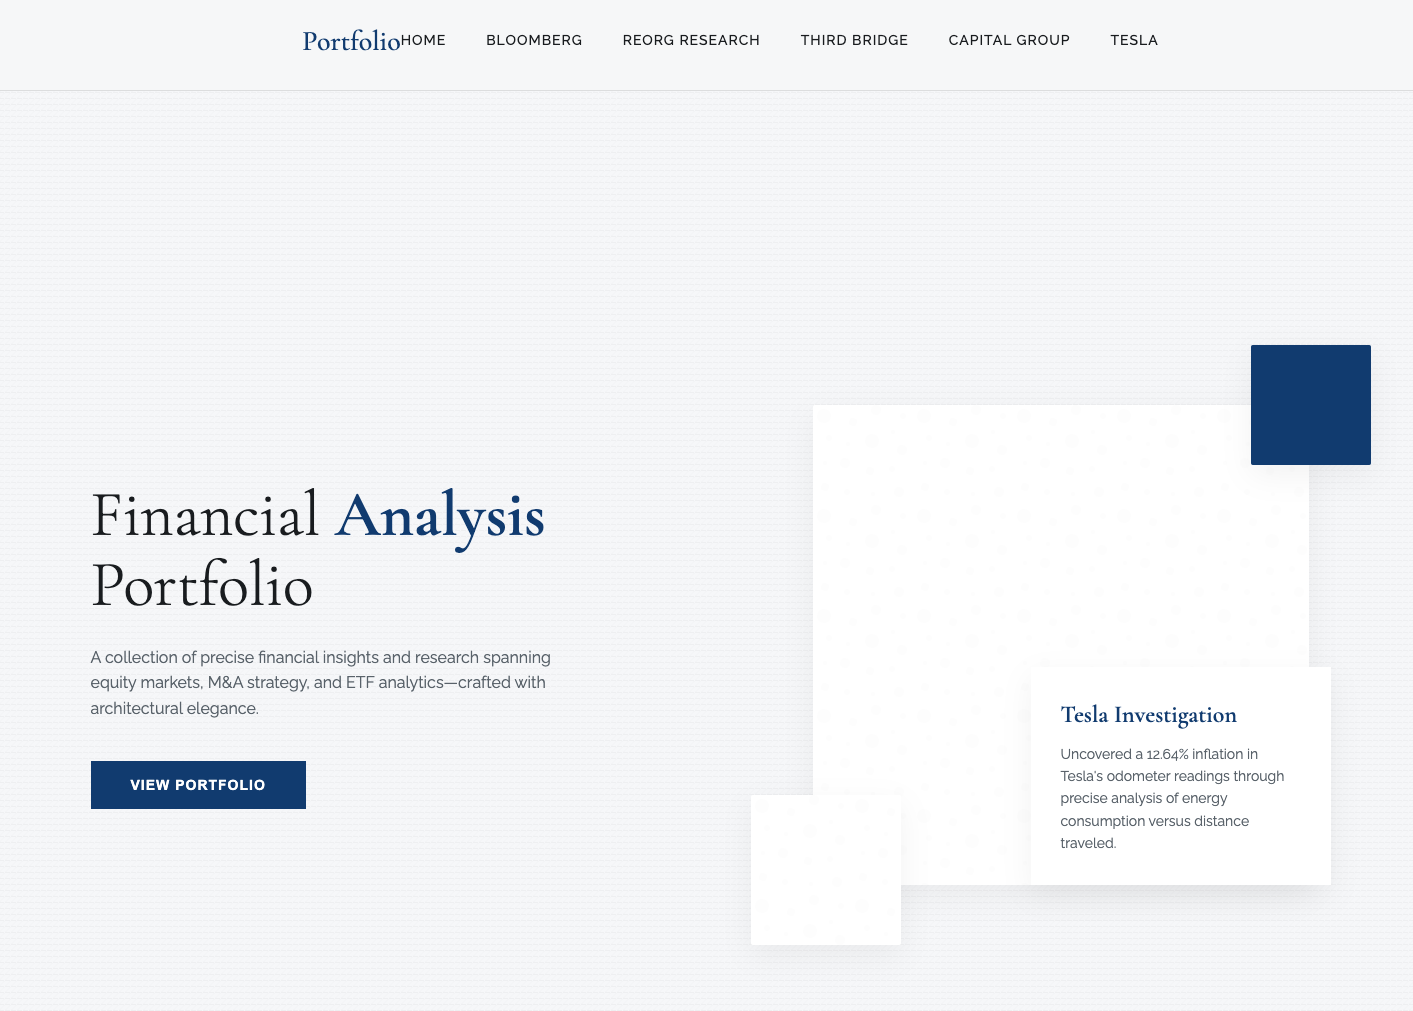 Portfolio HOME BLOOMBERG REORG RESEARCH THIRD BRIDGE CAPITAL GROUP TESLA
Financial Analysis
Portfolio
A collection of precise financial insights and research spanning
equity markets, M&A strategy, and ETF analytics—crafted with
architectural elegance.
VIEW PORTFOLIO
Tesla Investigation
Uncovered a 12.64% inflation in
Tesla's odometer readings through
precise analysis of energy
consumption versus distance
traveled.